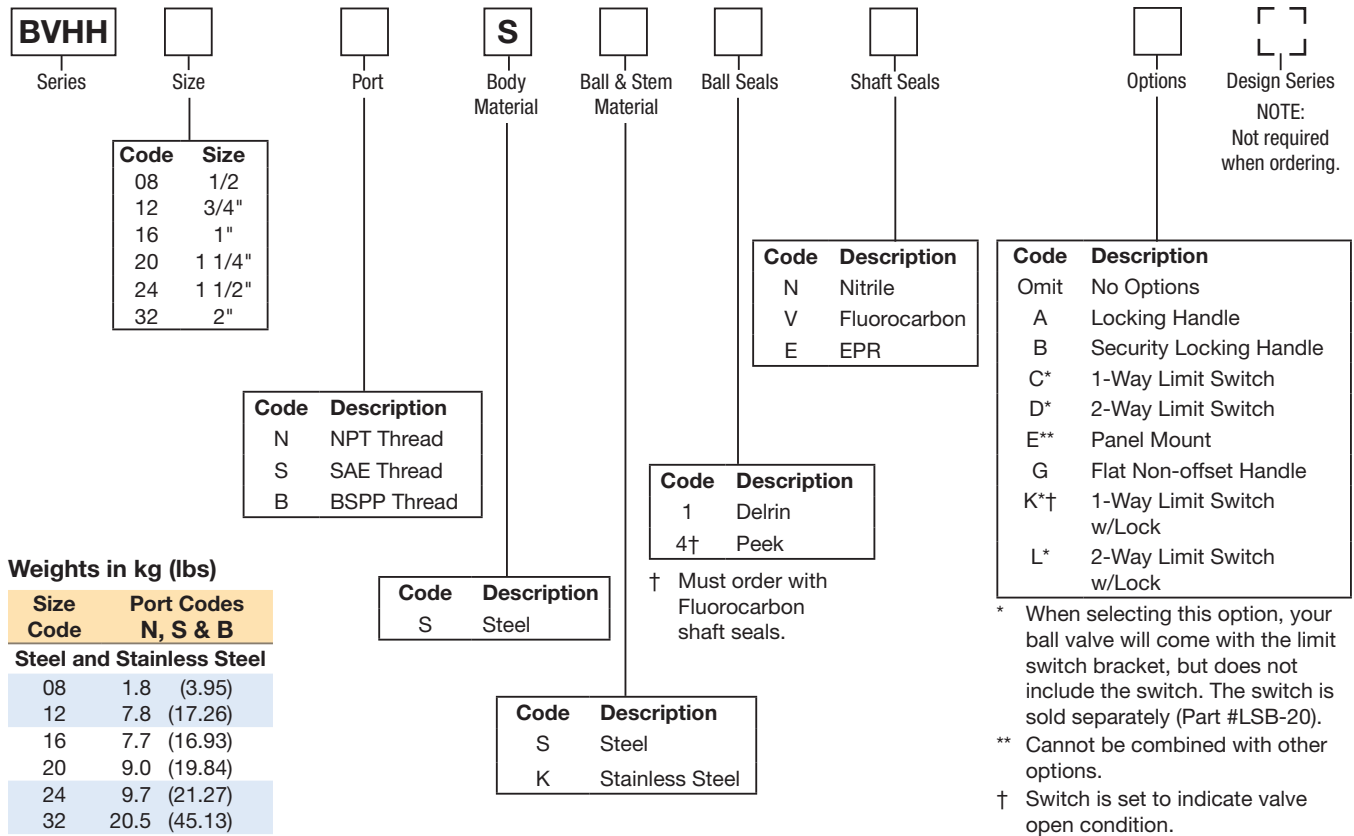 BVHH S
Series Size Port Body Material Ball & Stem Material Ball Seals Shaft Seals Options Design Series
NOTE:
Not required
when ordering.
Code Size
08 1/2
12 3/4"
16 1"
20 1 1/4"
24 1 1/2"
32 2"
Code Description
N NPT Thread
S SAE Thread
B BSPP Thread
Code Description
S Steel
Code Description
S Steel
K Stainless Steel
Code Description
1 Delrin
4† Peek
† Must order with
Fluorocarbon
shaft seals.
Code Description
N Nitrile
V Fluorocarbon
E EPR
Code Description
Omit No Options
A Locking Handle
B Security Locking Handle
C* 1-Way Limit Switch
D* 2-Way Limit Switch
E** Panel Mount
G Flat Non-offset Handle
K*† 1-Way Limit Switch
w/Lock
L* 2-Way Limit Switch
w/Lock
* When selecting this option, your
ball valve will come with the limit
switch bracket, but does not
include the switch. The switch is
sold separately (Part #LSB-20).
** Cannot be combined with other
options.
† Switch is set to indicate valve
open condition.
Weights in kg (lbs)
Size Port Codes
Code N, S & B
Steel and Stainless Steel
08 1.8 (3.95)
12 7.8 (17.26)
16 7.7 (16.93)
20 9.0 (19.84)
24 9.7 (21.27)
32 20.5 (45.13)